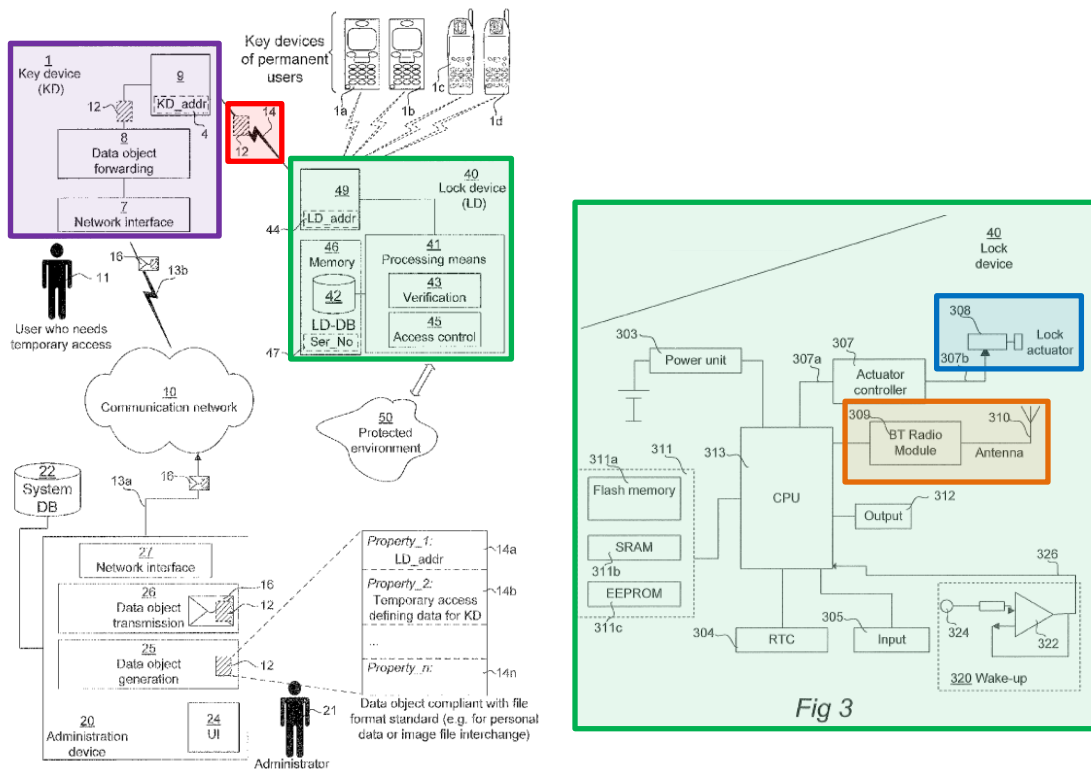 Key devices
of permanent
users
1a
1b
1c
1d
1
Key device
(KD)
9
KD_addr
12
4
8
Data object
forwarding
7
Network interface
14
12
40
Lock device
(LD)
49
LD_addr
44
46
Memory
42
LD-DB
Ser_No
47
41
Processing means
43
Verification
45
Access control
11
User who needs
temporary access
16
13b
10
Communication network
50
Protected
environment
16
13a
22
System
DB
27
Network interface
26
Data object
transmission
16
12
25
Data object
generation
12
20
Administration
device
24
UI
21
Administrator
Property_1:
LD_addr
14a
Property_2:
Temporary access
defining data for KD
14b
...
Property_n:
14n
Data object compliant with file
format standard (e.g. for personal
data or image file interchange)
40
Lock
device
303
Power unit
307a
307
Actuator
controller
308
Lock
actuator
307b
309
BT Radio
Module
310
Antenna
313
CPU
311
311a
Flash memory
SRAM
311b
EEPROM
311c
312
Output
304
RTC
305
Input
326
324
322
320 Wake-up
Fig 3